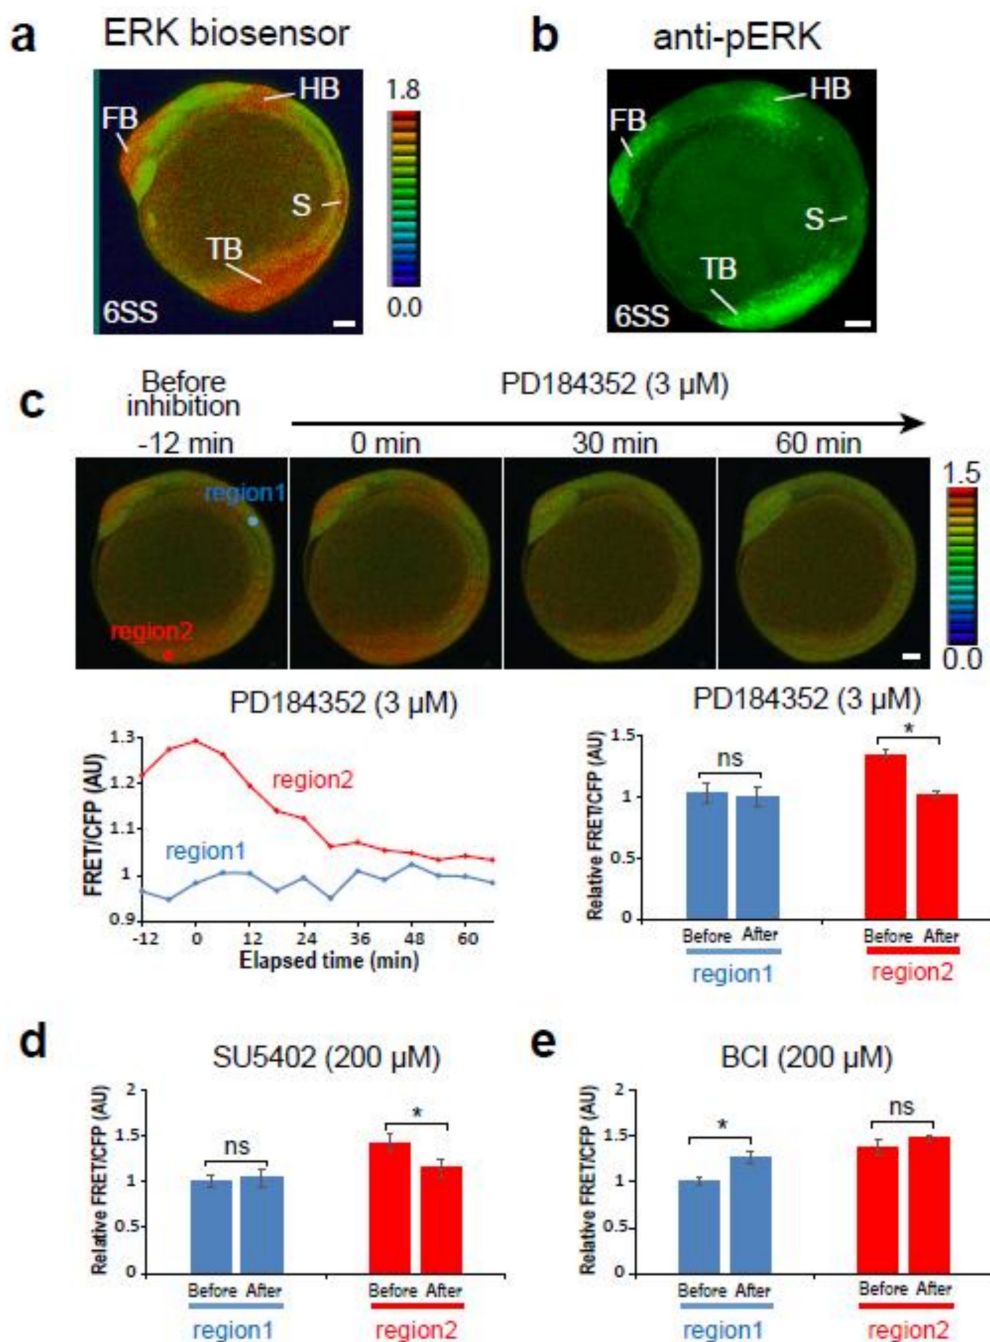 a
ERK biosensor
b
anti-pERK
HB
FB
S
TB
6SS
1.8
0.0
HB
FB
S
TB
6SS
c
Before
inhibition
PD184352 (3 µM)
-12 min
0 min
30 min
60 min
region1
region2
1.5
0.0
PD184352 (3 µM)
FRET/CFP (AU)
1.3
1.2
1.1
1
0.9
region2
region1
-12
0
12
24
36
48
60
Elapsed time (min)
PD184352 (3 µM)
Relative FRET/CFP (AU)
1.5
1
0.5
0
ns
*
Before After
Before After
region1
region2
d
SU5402 (200 µM)
Relative FRET/CFP (AU)
2
1.5
1
0.5
0
ns
*
Before After
Before After
region1
region2
e
BCI (200 µM)
Relative FRET/CFP (AU)
2
1.5
1
0.5
0
*
ns
Before After
Before After
region1
region2